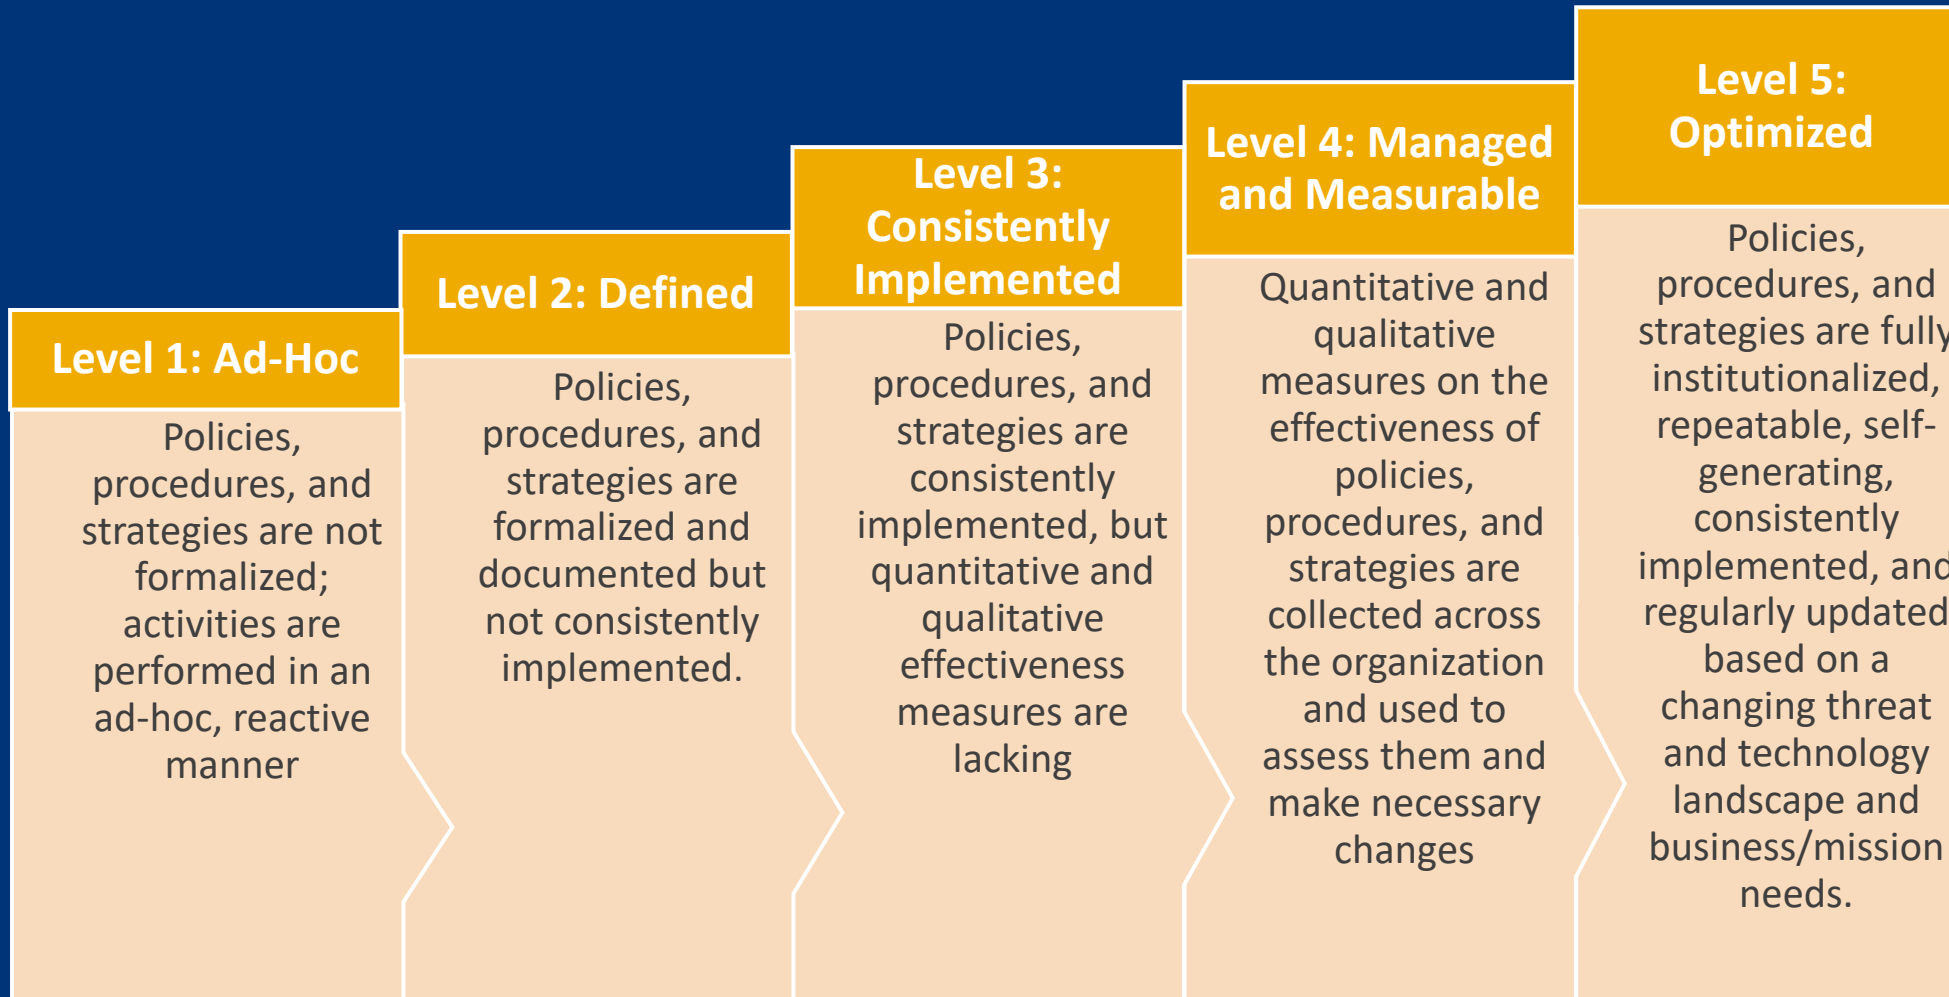 Level 1: Ad-Hoc
Policies,
procedures, and
strategies are not
formalized;
activities are
performed in an
ad-hoc, reactive
manner
Level 2: Defined
Policies,
procedures, and
strategies are
formalized and
documented but
not consistently
implemented.
Level 3:
Consistently
Implemented
Policies,
procedures, and
strategies are
consistently
implemented, but
quantitative and
qualitative
effectiveness
measures are
lacking
Level 4: Managed
and Measurable
Quantitative and
qualitative
measures on the
effectiveness of
policies,
procedures, and
strategies are
collected across
the organization
and used to
assess them and
make necessary
changes
Level 5:
Optimized
Policies,
procedures, and
strategies are fully
institutionalized,
repeatable, self-
generating,
consistently
implemented, and
regularly updated
based on a
changing threat
and technology
landscape and
business/mission
needs.